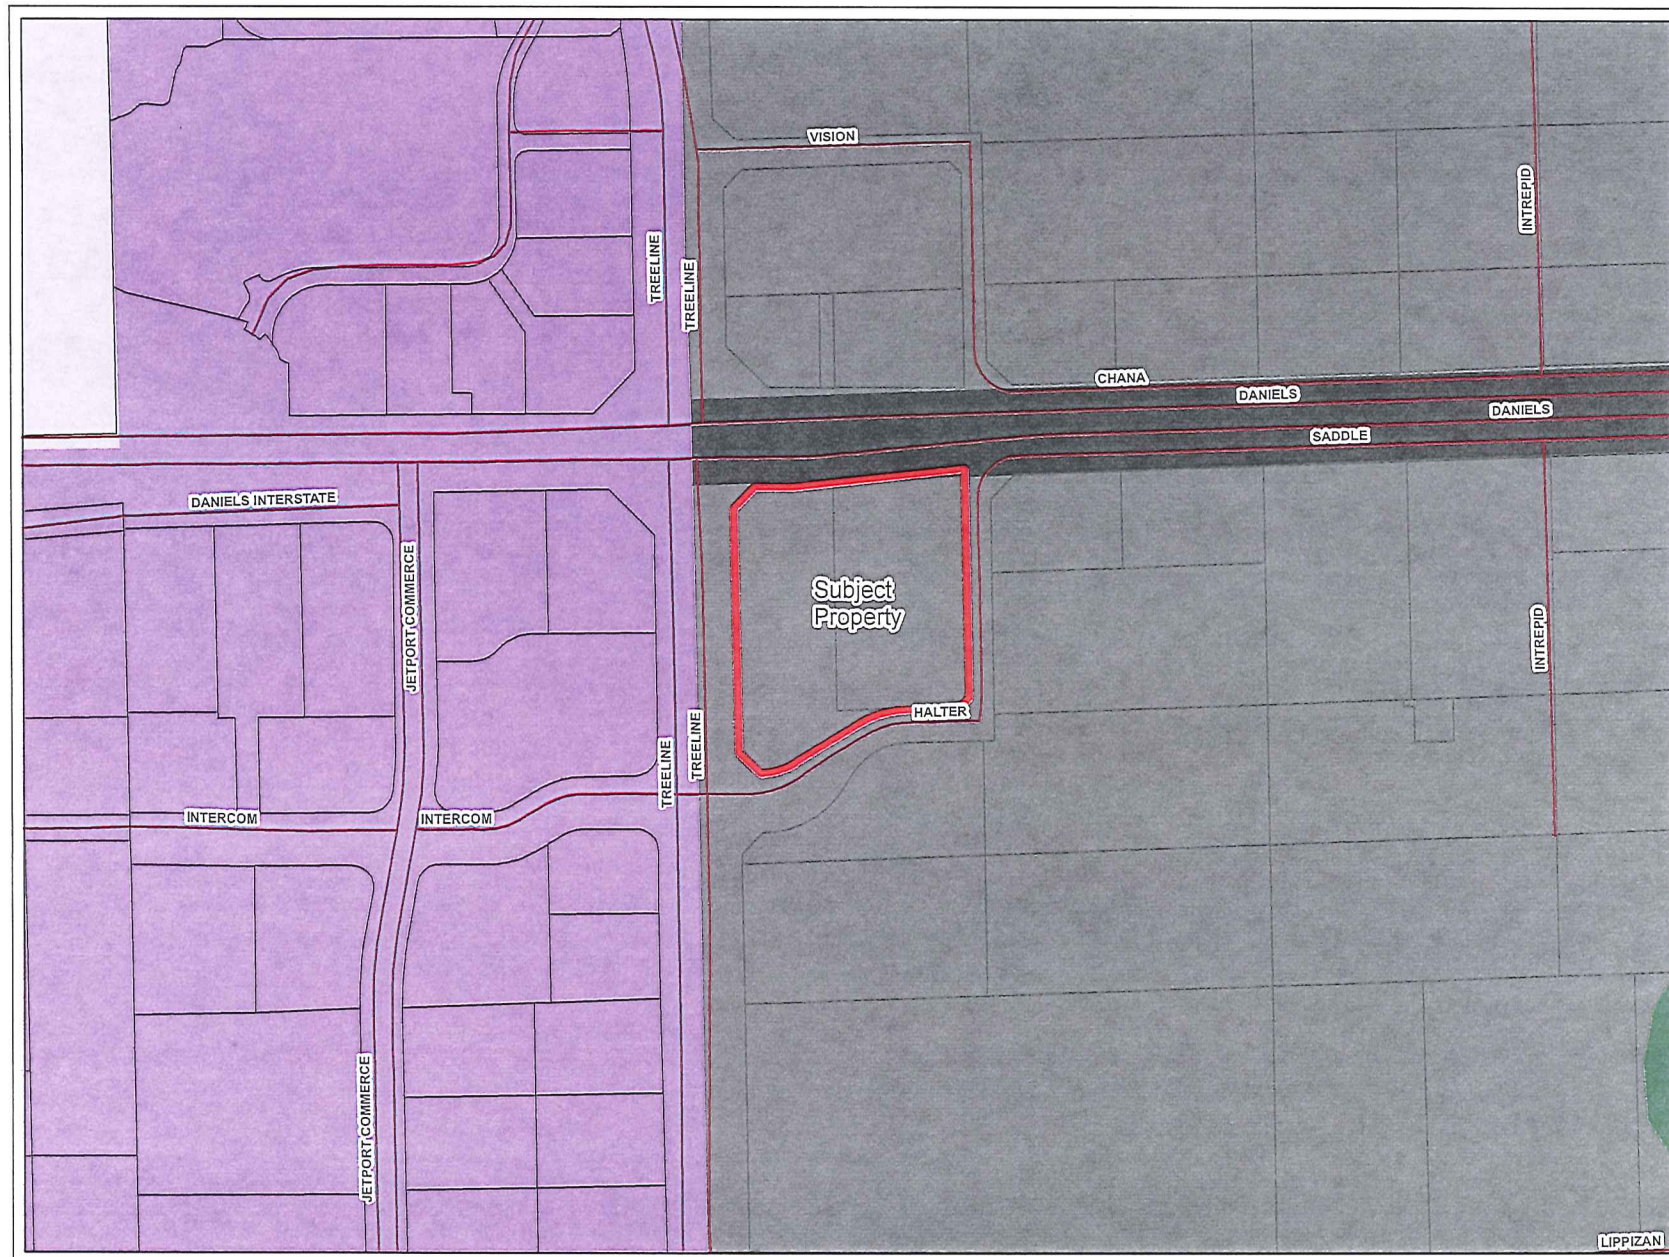 VISION
INTREPID
TREELINE
TREELINE
CHANA
DANIELS
DANIELS
SADDLE
DANIELS INTERSTATE
JETPORT COMMERCE
Subject
Property
INTREPID
HALTER
TREELINE
TREELINE
INTERCOM
INTERCOM
JETPORT COMMERCE
LIPPIZAN